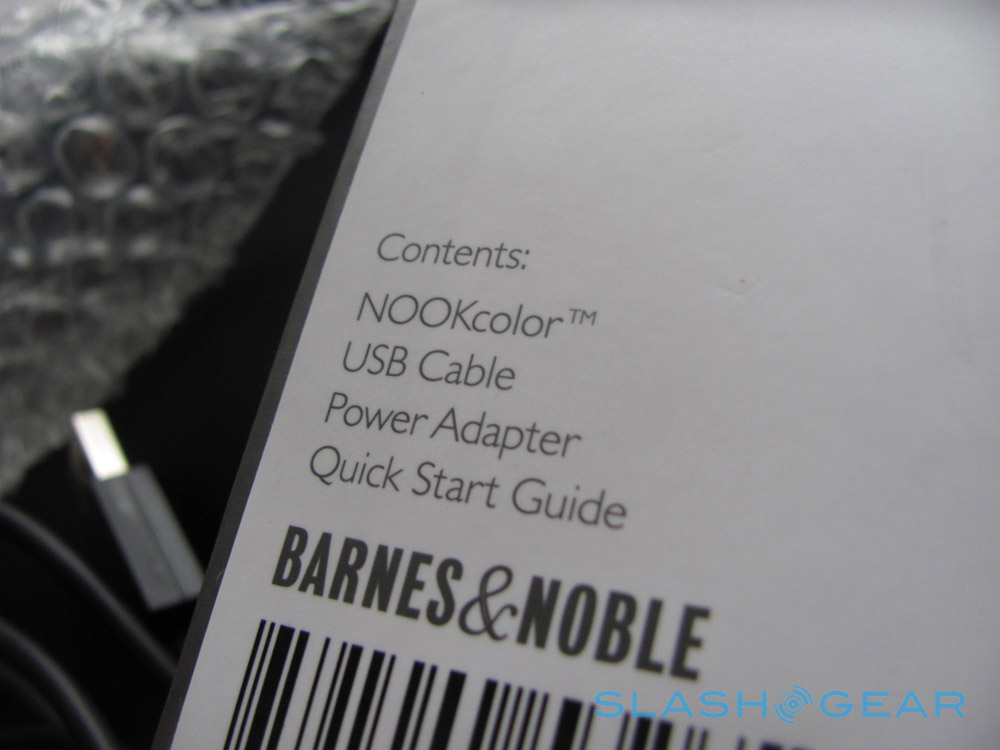 Contents:
NOOKcolor™
USB Cable
Power Adapter
Quick Start Guide
BARNES&NOBLE
SLASHGEAR